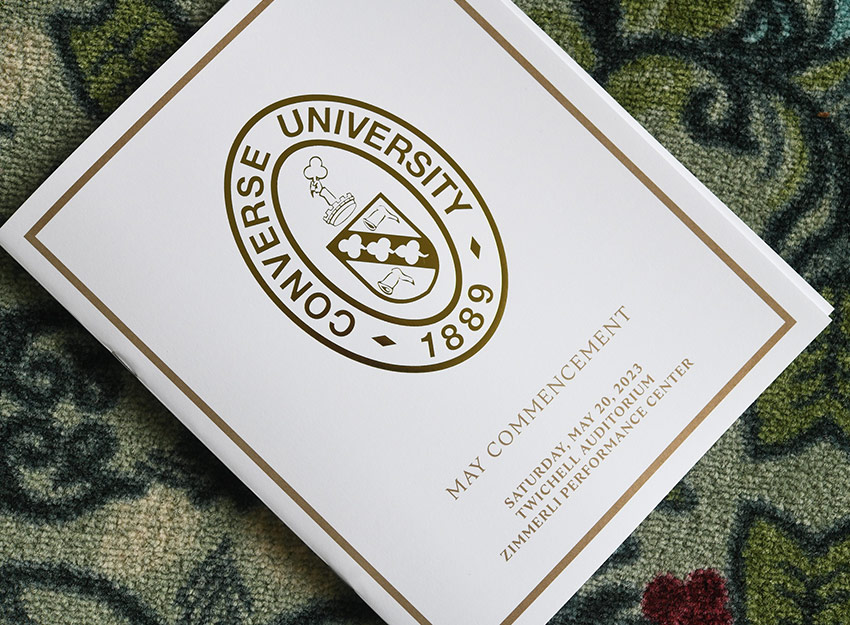 CONVERSE UNIVERSITY
1889
MAY COMMENCEMENT
SATURDAY, MAY 20, 2023
TWICHELL AUDITORIUM
ZIMMERLI PERFORMANCE CENTER